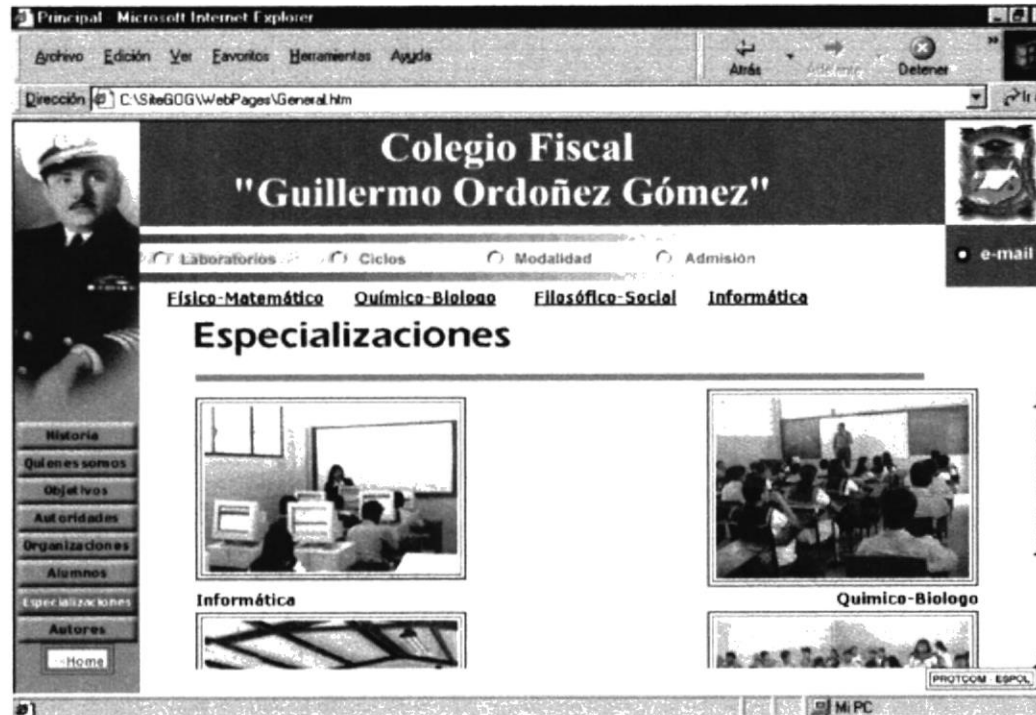 Principal - Microsoft Internet Explorer
Archivo Edición Ver Favoritos Herramientas Ayuda
Atrás Adelante Detener »
Dirección C:\SiteGOG\WebPages\General.htm Ir a
Colegio Fiscal
"Guillermo Ordoñez Gómez"
Laboratorios Ciclos Modalidad Admisión
e-mail
Físico-Matemático Químico-Biologo Filosófico-Social Informática
Especializaciones
Historia
Quienes somos
Objetivos
Autoridades
Organizaciones
Alumnos
Especializaciones
Autores
Home
Informática Quimico-Biologo
PROTCOM - ESPOL
Mi PC